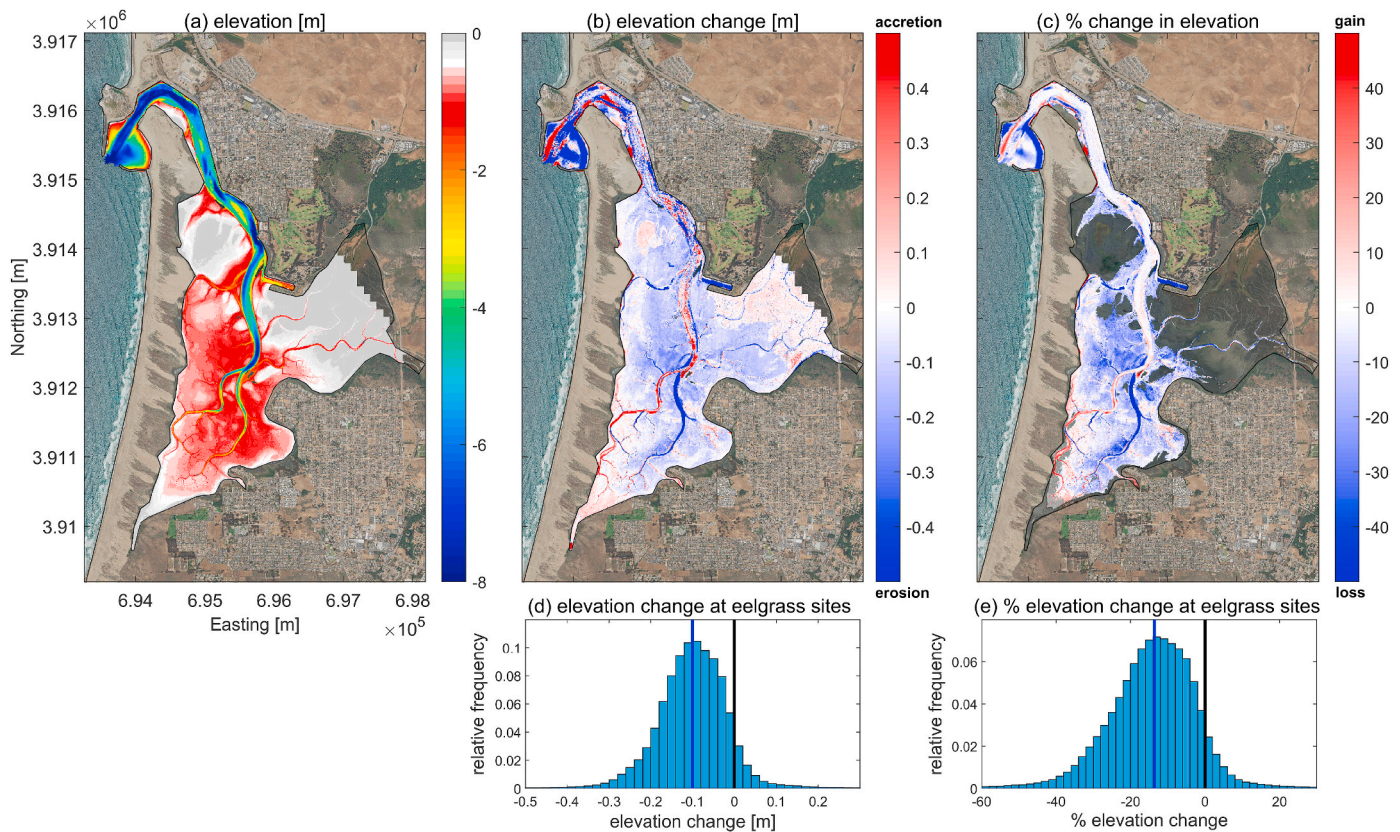 (a) elevation [m]
×10⁶
3.917
3.916
3.915
3.914
3.913
3.912
3.911
3.91
Northing [m]
6.94 6.95 6.96 6.97 6.98
Easting [m]
×10⁵
0
-2
-4
-6
-8
(b) elevation change [m]
accretion
0.4
0.3
0.2
0.1
0
-0.1
-0.2
-0.3
-0.4
erosion
(c) % change in elevation
gain
40
30
20
10
0
-10
-20
-30
-40
loss
(d) elevation change at eelgrass sites
relative frequency
0.1
0.08
0.06
0.04
0.02
0
-0.5 -0.4 -0.3 -0.2 -0.1 0 0.1 0.2
elevation change [m]
(e) % elevation change at eelgrass sites
relative frequency
0.06
0.04
0.02
0
-60 -40 -20 0 20
% elevation change